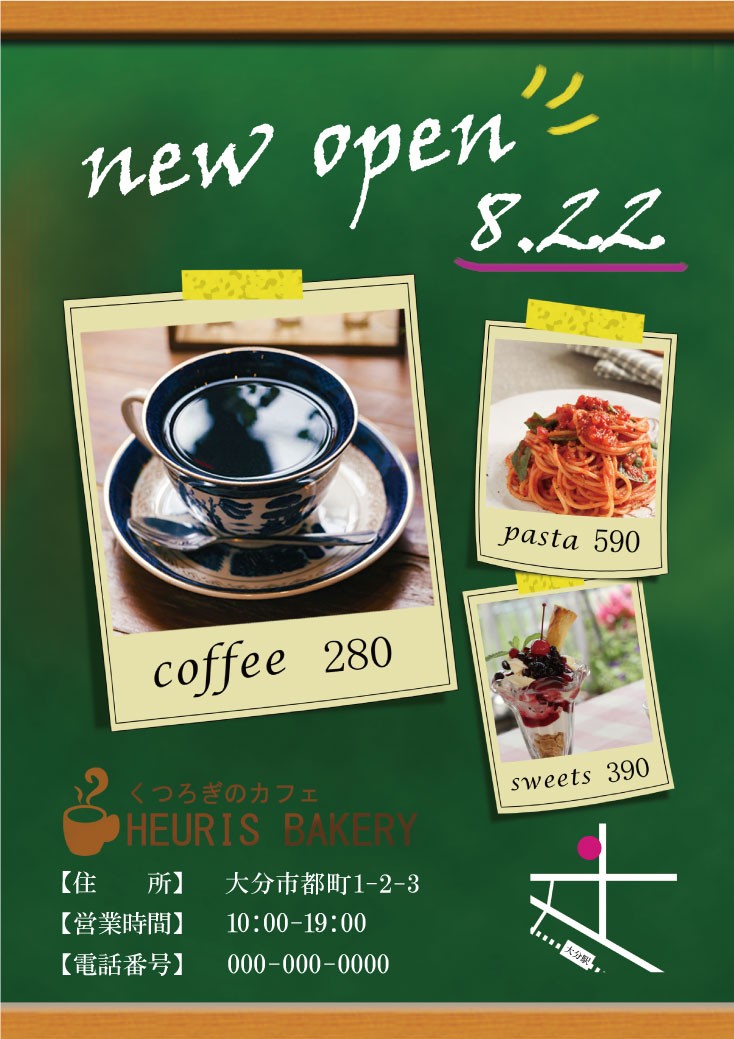 new open
8.22
coffee 280
pasta 590
sweets 390
くつろぎのカフェ
HEURIS BAKERY
【住　　所】　大分市都町1-2-3
【営業時間】　10:00-19:00
【電話番号】　000-000-0000
大分駅